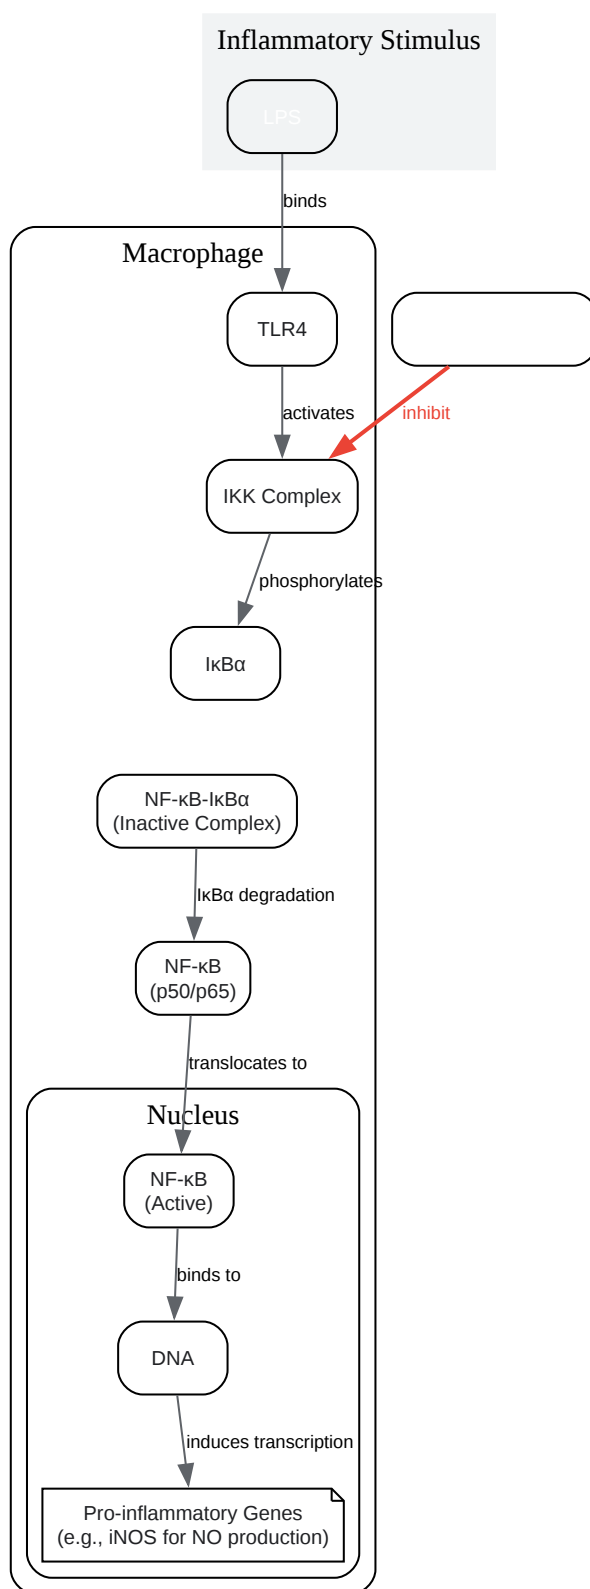 Inflammatory Stimulus
LPS
binds
Macrophage
TLR4
activates
inhibit
IKK Complex
phosphorylates
IκBα
NF-κB-IκBα
(Inactive Complex)
IκBα degradation
NF-κB
(p50/p65)
translocates to
Nucleus
NF-κB
(Active)
binds to
DNA
induces transcription
Pro-inflammatory Genes
(e.g., iNOS for NO production)